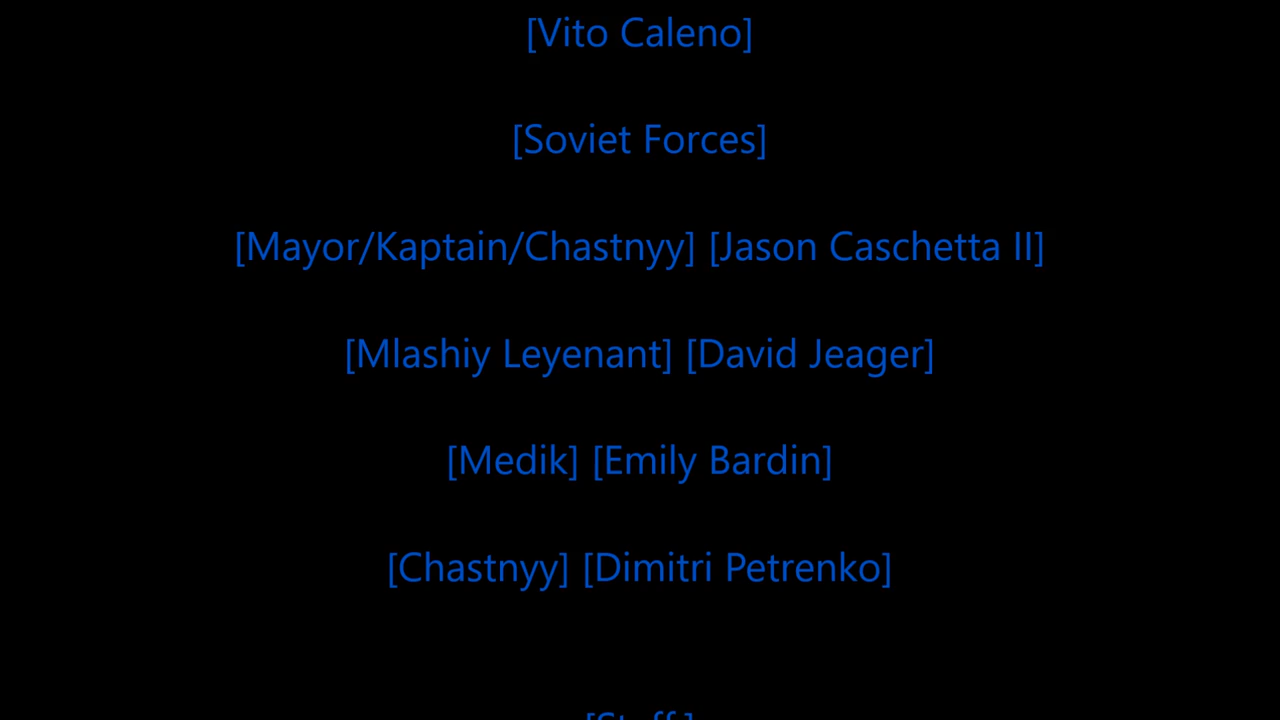 [Vito Caleno]
[Soviet Forces]
[Mayor/Kaptain/Chastnyy] [Jason Caschetta II]
[Mlashiy Leyenant] [David Jeager]
[Medik] [Emily Bardin]
[Chastnyy] [Dimitri Petrenko]